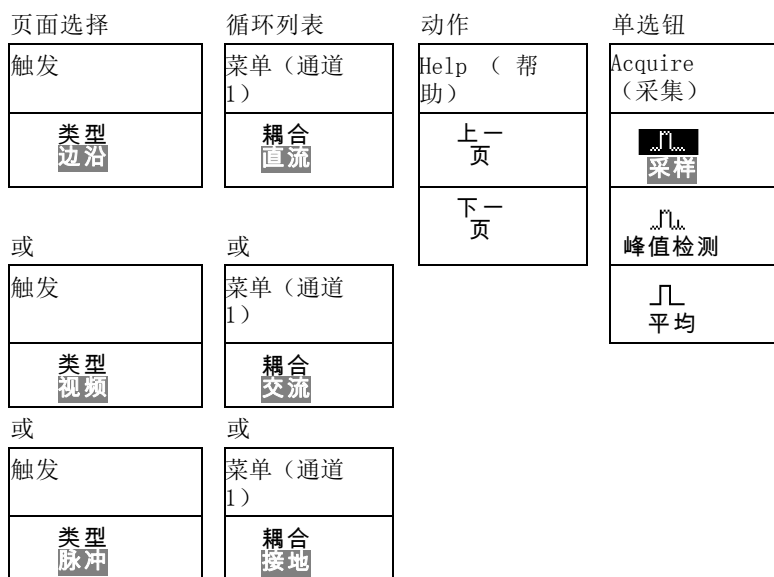 页面选择
触发
类型
边沿
或
触发
类型
视频
或
触发
类型
脉冲
循环列表
菜单（通道
1）
耦合
直流
或
菜单（通道
1）
耦合
交流
或
菜单（通道
1）
耦合
接地
动作
Help （ 帮
助）
上一
页
下一
页
单选钮
Acquire
（采集）
采样
峰值检测
平均